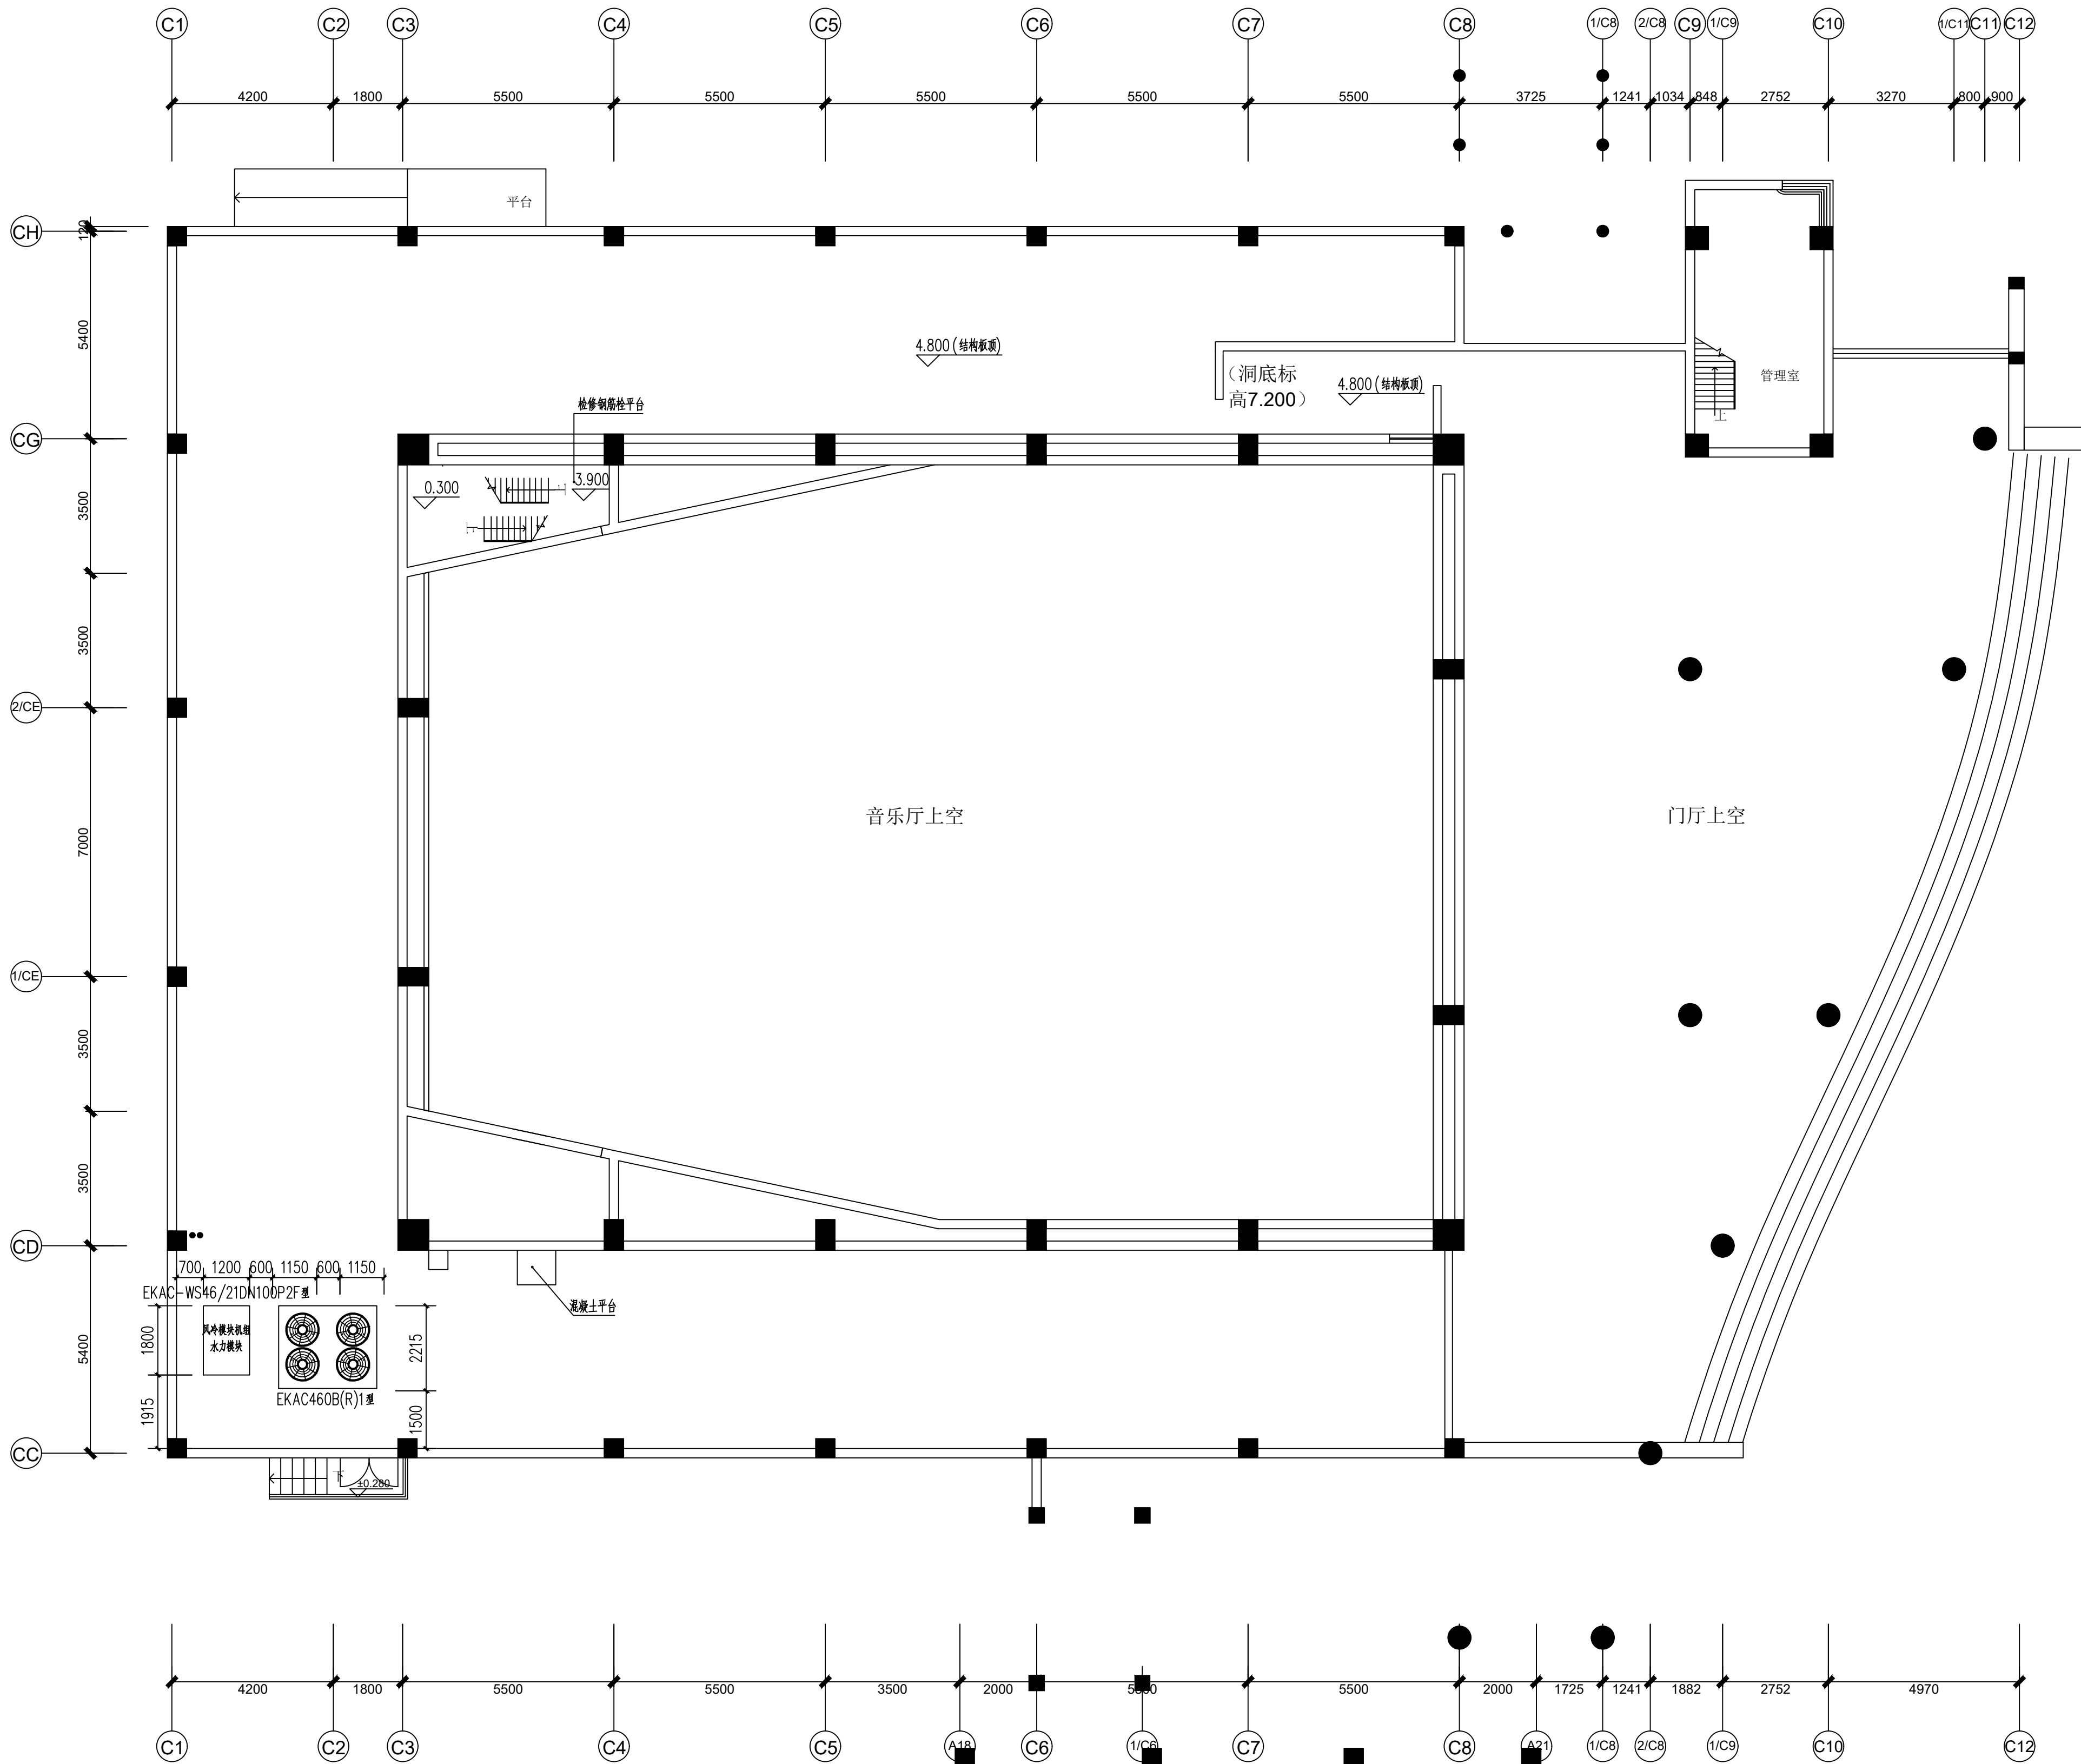 C1 C2 C3 C4 C5 C6 C7 C8 1/C8 2/C8 C9 1/C9 C10 1/C11 C11 C12
4200 1800 5500 5500 5500 5500 5500 3725 1241 1034 848 2752 3270 800 900
平台
CH
120
5400
4.800(结构板顶)
（洞底标
高7.200）
4.800(结构板顶)
管理室
上
检修钢筋栓平台
CG
0.300
3.900
上
上
3500
3500
2/CE
音乐厅上空
门厅上空
7000
1/CE
3500
3500
CD
700 1200 600 1150 600 1150
EKAC-WS46/21DN100P2F型
混凝土平台
风冷模块机组
水力模块
1800
2215
5400
EKAC460B(R)1型
1915
1500
CC
下
±0.280
4200 1800 5500 5500 3500 2000 5500 5500 2000 1725 1241 1882 2752 4970
C1 C2 C3 C4 C5 A18 C6 1/C6 C7 C8 A21 1/C8 2/C8 1/C9 C10 C12